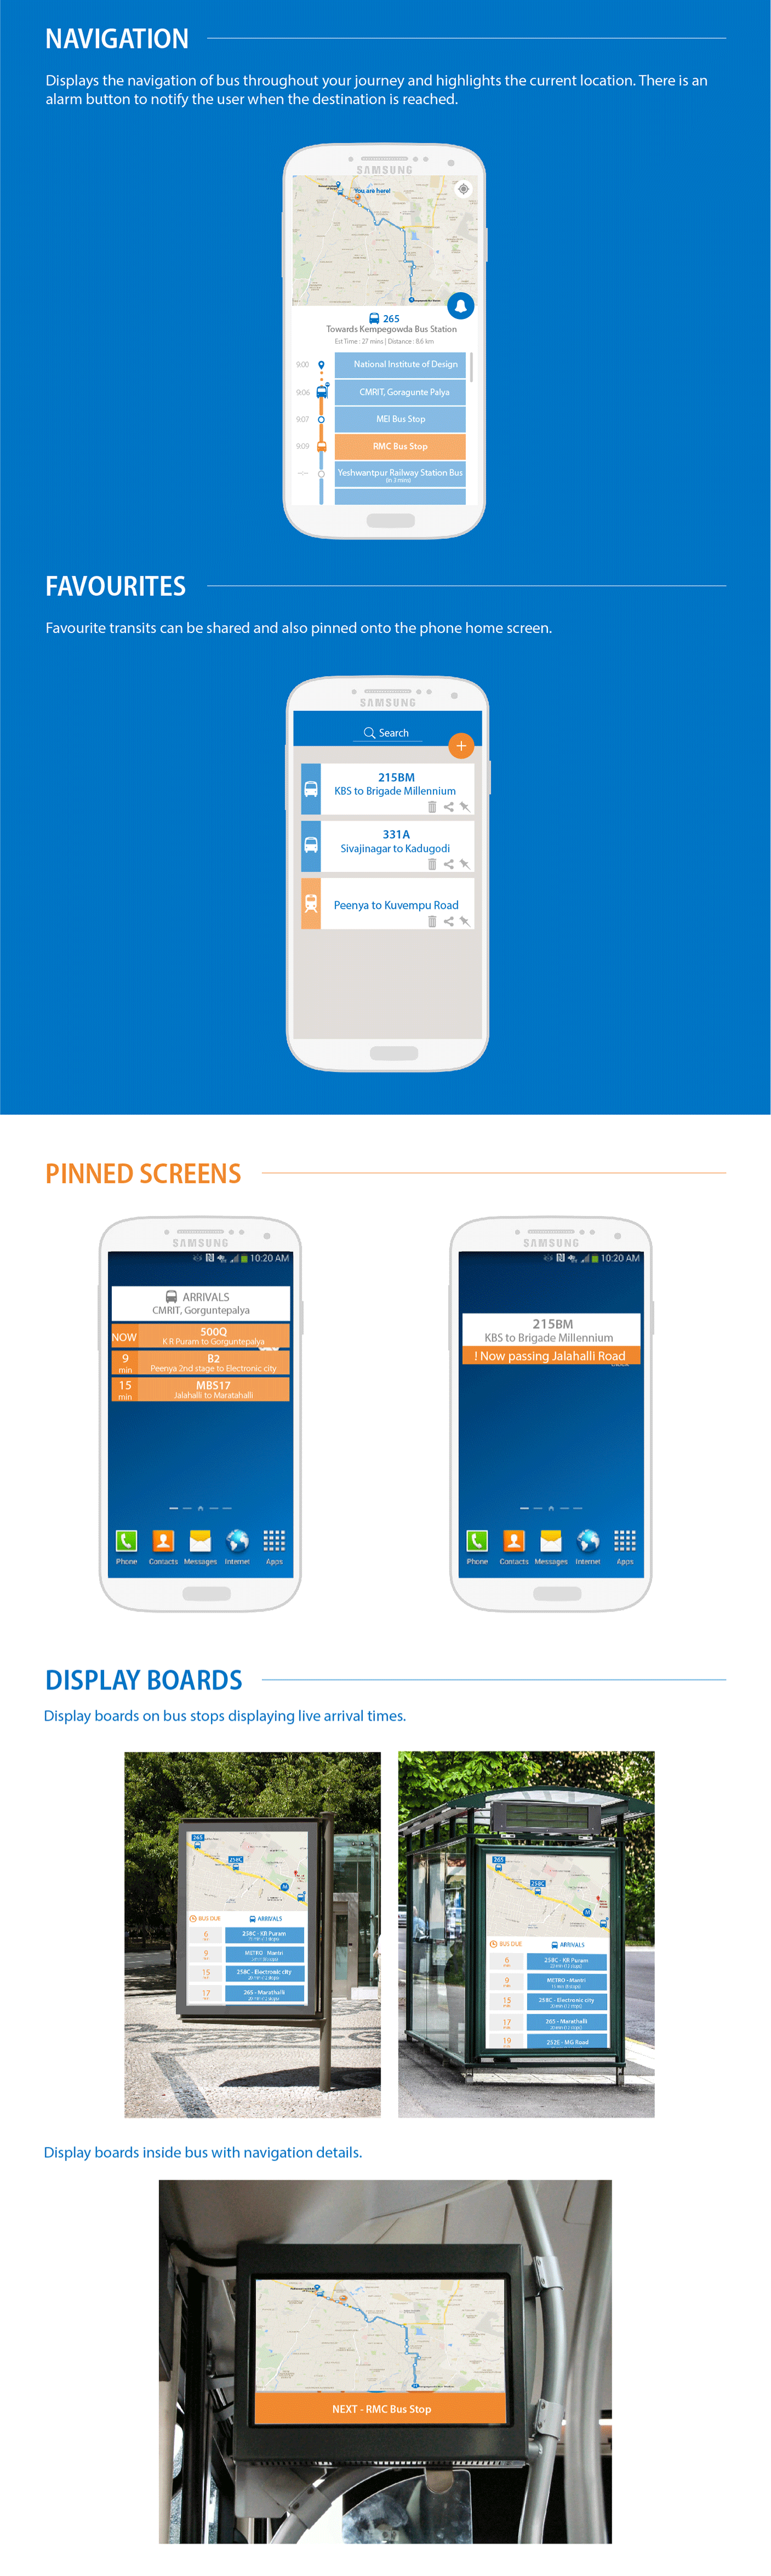 NAVIGATION
Displays the navigation of bus throughout your journey and highlights the current location. There is an
alarm button to notify the user when the destination is reached.
SAMSUNG
You are here!
265
Towards Kempegowda Bus Station
Est Time : 27 mins | Distance : 8.6 km
9:00 National Institute of Design
9:06 CMRIT, Goragunte Palya
9:07 MEI Bus Stop
9:09 RMC Bus Stop
--:-- Yeshwantpur Railway Station Bus
(in 3 mins)
FAVOURITES
Favourite transits can be shared and also pinned onto the phone home screen.
SAMSUNG
Search
+
215BM
KBS to Brigade Millennium
331A
Sivajinagar to Kadugodi
Peenya to Kuvempu Road
PINNED SCREENS
SAMSUNG
10:20 AM
ARRIVALS
CMRIT, Gorguntepalya
NOW 500Q
K R Puram to Gorguntepalya
9 min B2
Peenya 2nd stage to Electronic city
15 min MBS17
Jalahalli to Maratahalli
Phone Contacts Messages Internet Apps
SAMSUNG
10:20 AM
215BM
KBS to Brigade Millennium
! Now passing Jalahalli Road
Phone Contacts Messages Internet Apps
DISPLAY BOARDS
Display boards on bus stops displaying live arrival times.
265
258C
M
BUS DUE ARRIVALS
6 258C - KR Puram
9 METRO - Mantri
15 258C - Electronic city
17 265 - Marathalli
265
258C
M
BUS DUE ARRIVALS
6 min 258C - KR Puram
9 min METRO - Mantri
15 min 258C - Electronic city
17 min 265 - Marathalli
19 252E - MG Road
Display boards inside bus with navigation details.
NEXT - RMC Bus Stop